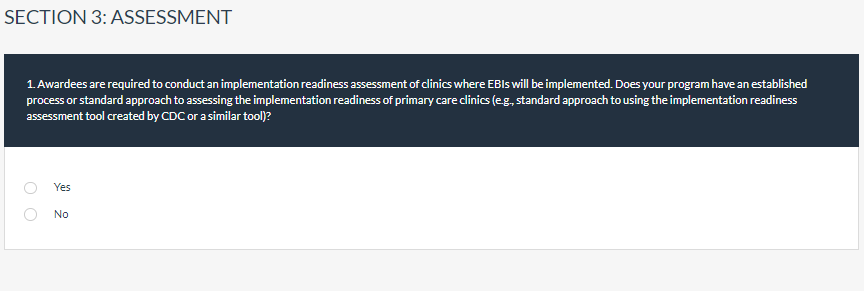 SECTION 3: ASSESSMENT
1. Awardees are required to conduct an implementation readiness assessment of clinics where EBIs will be implemented. Does your program have an established
process or standard approach to assessing the implementation readiness of primary care clinics (e.g., standard approach to using the implementation readiness
assessment tool created by CDC or a similar tool)?
Yes
No